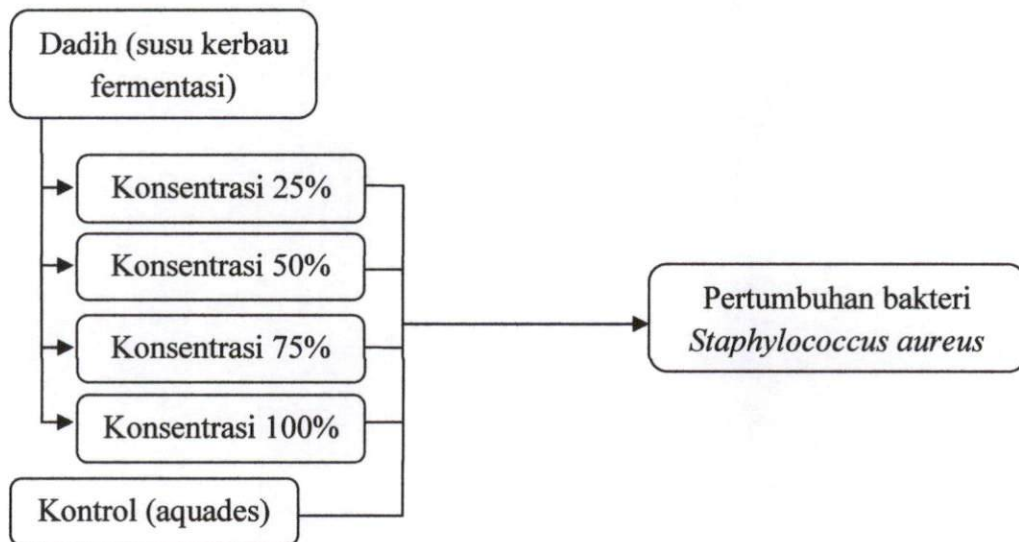 Dadih (susu kerbau
fermentasi)
Konsentrasi 25%
Konsentrasi 50%
Konsentrasi 75%
Konsentrasi 100%
Kontrol (aquades)
Pertumbuhan bakteri
Staphylococcus aureus